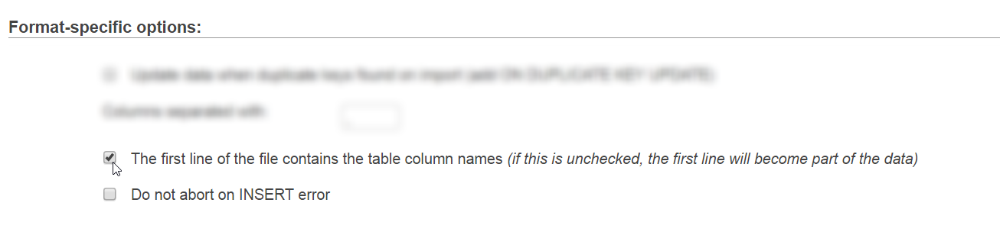 Format-specific options:
Update data when duplicate keys found on import (add ON DUPLICATE KEY UPDATE)
Columns separated with
The first line of the file contains the table column names (if this is unchecked, the first line will become part of the data)
Do not abort on INSERT error